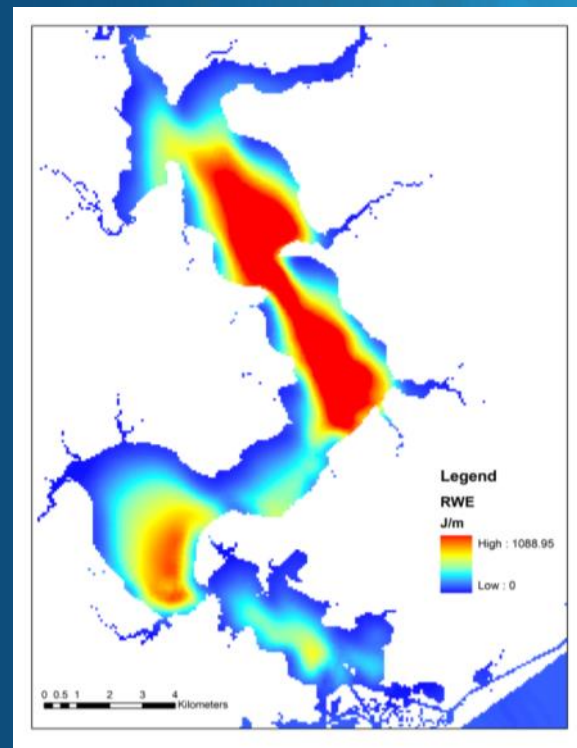 Legend
RWE
J/m
High : 1088.95
Low : 0
0 0.5 1 2 3 4
Kilometers